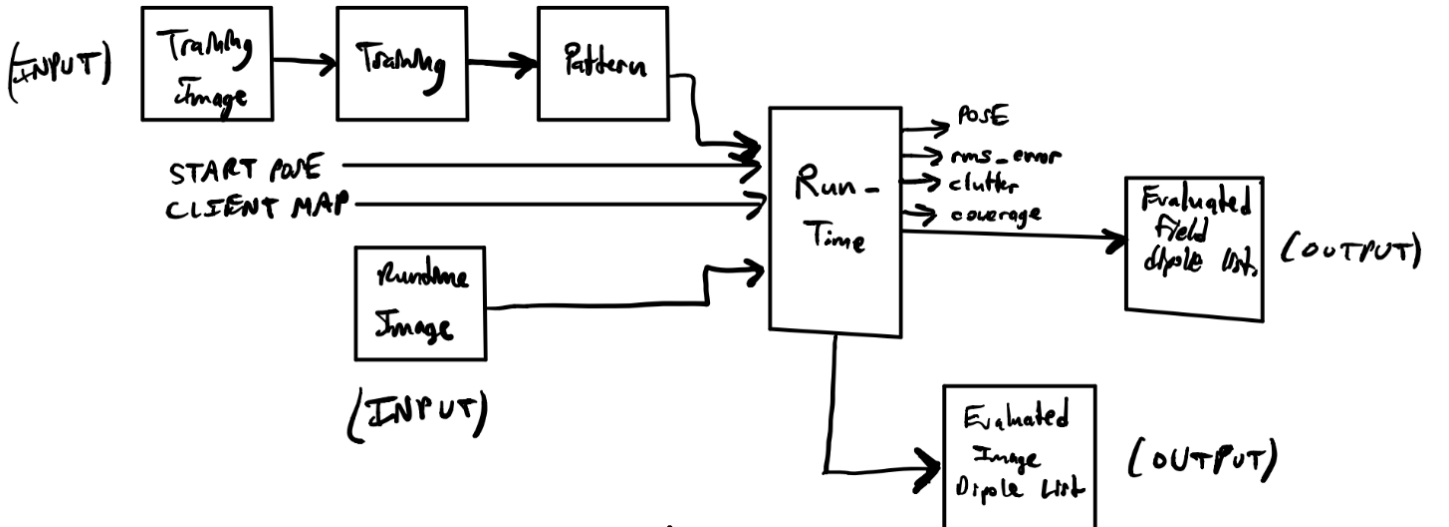 (INPUT)
Training
Image
Training
Pattern
START POSE
CLIENT MAP
Runtime
Image
(INPUT)
Run-
Time
POSE
rms_error
clutter
coverage
Evaluated
Field
dipole list
(OUTPUT)
Evaluated
Image
Dipole List
(OUTPUT)